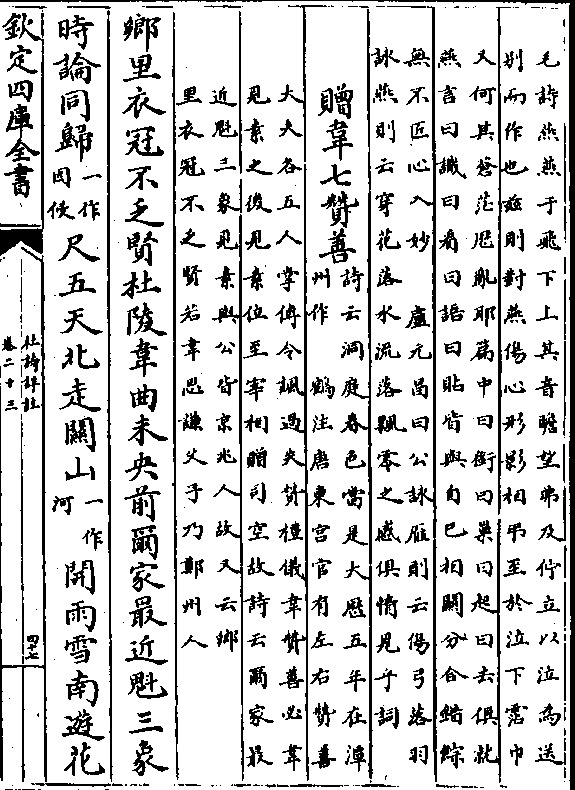 毛詩燕燕于飛下上其音瞻望弗及佇立以泣為送
别而作也玆則對燕傷心形影相弔至於泣下霑巾
又何其蒼茫歷亂耶篇中曰銜曰巢曰起曰去俱就
燕言曰識曰看曰語曰貼皆與自己相關分合錯綜
無不匠心入妙　盧元昌曰公詠雁則云傷弓落羽
詠燕則云穿花落水流落飄零之感俱情見乎詞
贈韋七贊善
詩云洞庭春色當是大厯五年在潭
州作　鶴注唐東宮官有左右贊善
大夫各五人掌傳令諷過失贊禮儀韋贊善必韋
見素之後見素位至宰相贈司空故詩云爾家最
近魁三象見素與公皆京兆人故又云鄉
里衣冠不乏賢若韋思謙父子乃鄭州人
鄉里衣冠不乏賢杜陵韋曲未央前爾家最近魁三象
時論同歸一作因侵尺五天北走關山一作河開雨雪南遊花
欽定四庫全書
杜詩詳註
卷二十三
四十七